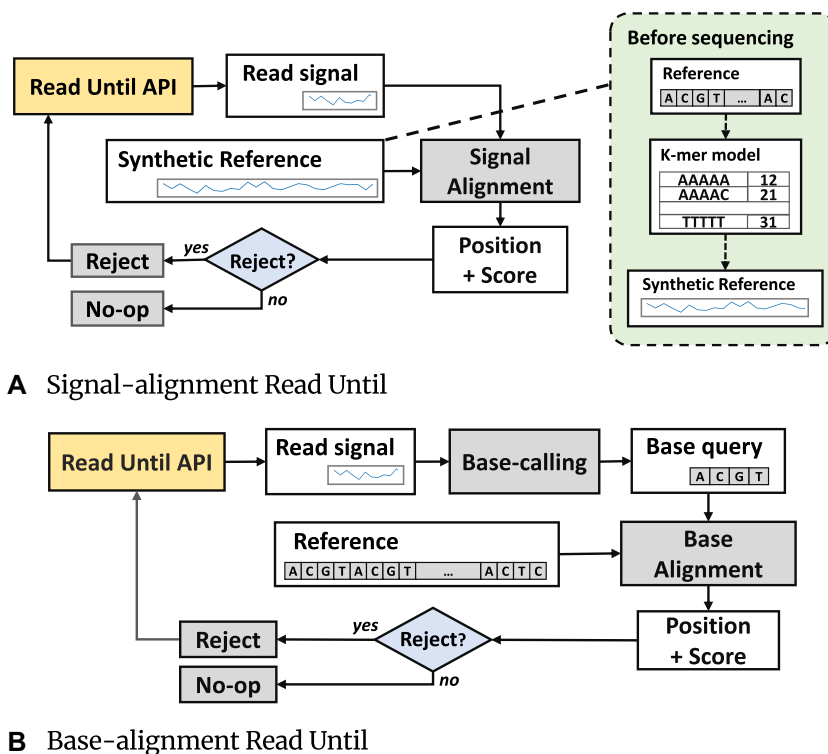 Before sequencing
Read Until API
Read signal
Reference
A C G T ... A C
Synthetic Reference
Signal
Alignment
K-mer model
AAAAA 12
AAAAC 21
TTTTT 31
Reject
yes
Reject?
Position
+ Score
no
No-op
Synthetic Reference
A Signal-alignment Read Until
Read Until API
Read signal
Base-calling
Base query
A C G T
Reference
A C G T A C G T ... A C T C
Base
Alignment
Reject
yes
Reject?
Position
+ Score
no
No-op
B Base-alignment Read Until